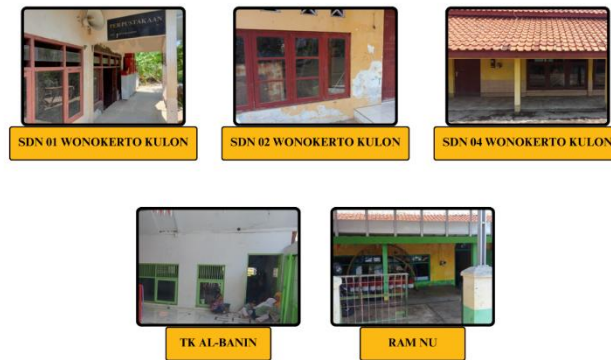 PERPUSTAKAAN
SDN 01 WONOKERTO KULON
SDN 02 WONOKERTO KULON
SDN 04 WONOKERTO KULON
TK AL-BANIN
RAM NU